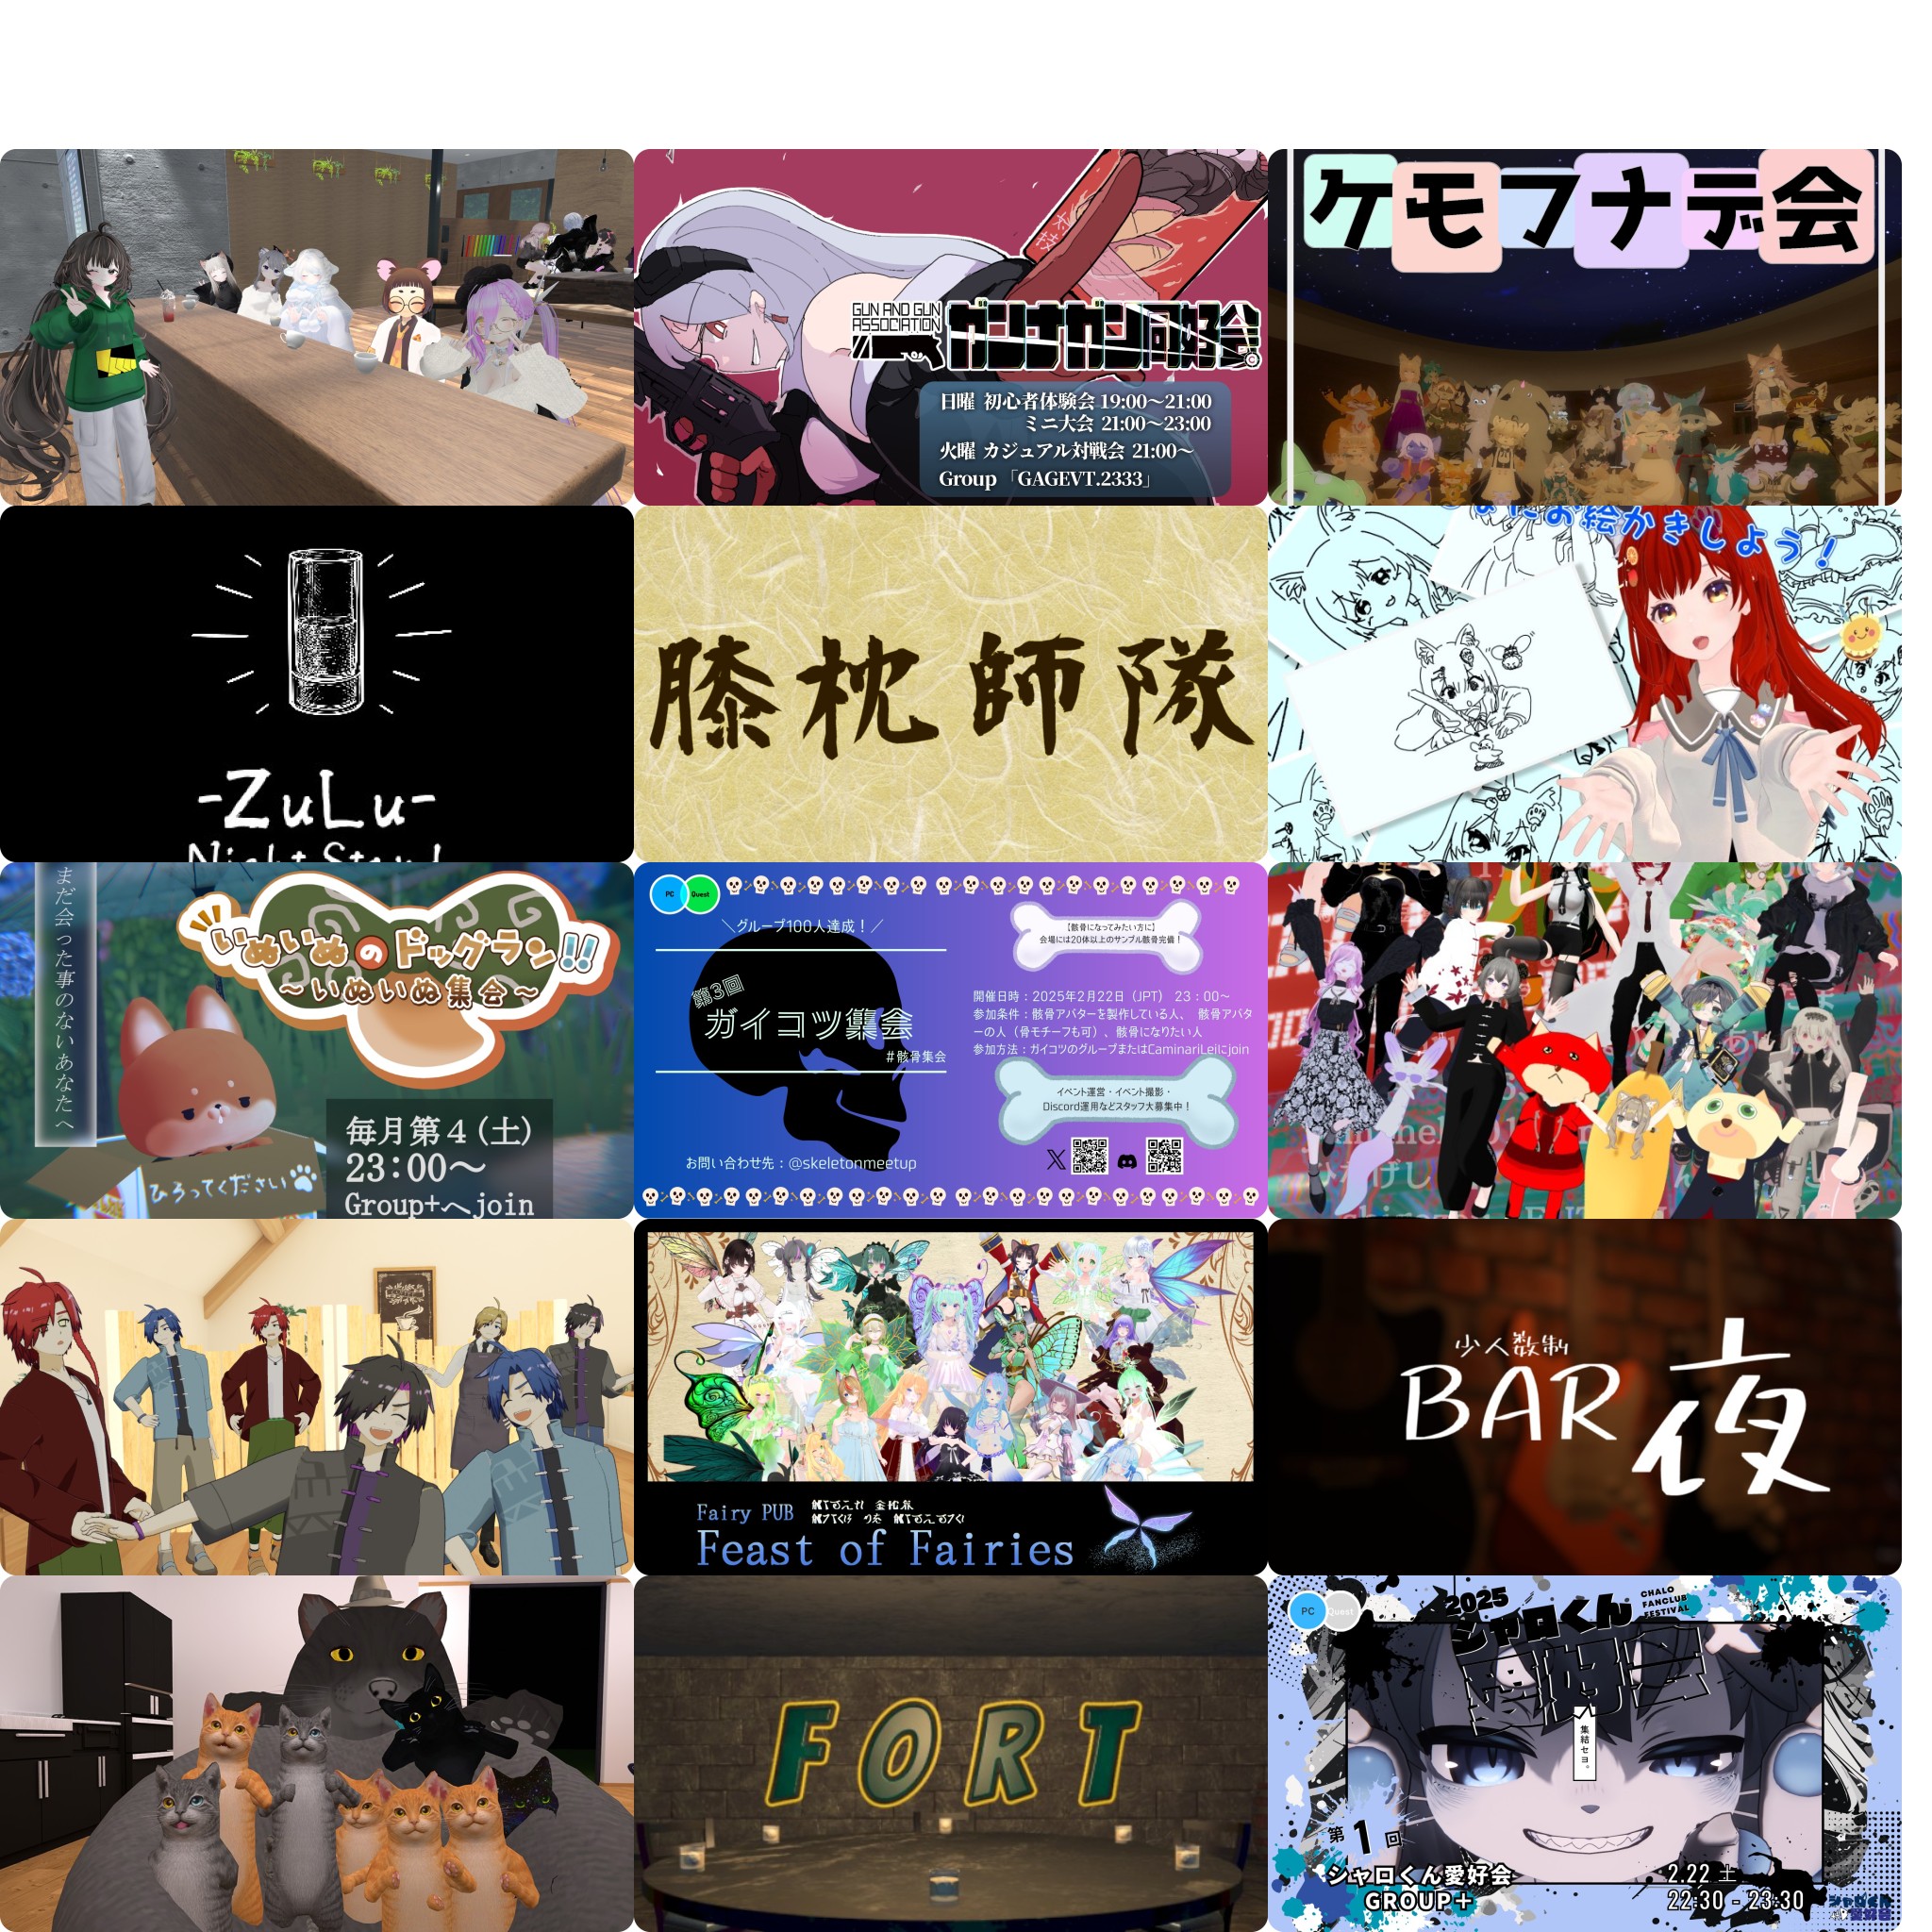 GUN AND GUN
ASSOCIATION
ガンナガン同好会
日曜 初心者体験会 19:00〜21:00
ミニ大会 21:00〜23:00
火曜 カジュアル対戦会 21:00〜
Group「GAGEVT.2333」
ケモフナデ会
-ZuLu-
膝枕師隊
お絵かきしよう！
まだ会った事のないあなたへ
いぬいぬのドッグラン!!
〜いぬいぬ集会〜
ひろってください
毎月第４(土)
23:00〜
Group+へjoin
PC Quest
＼グループ100人達成！／
第3回
ガイコツ集会
#骸骨集会
お問い合わせ先：@skeletonmeetup
【骸骨になってみたい方に】
会場には20体以上のサンプル骸骨完備！
開催日時：2025年2月22日（JPT） 23：00〜
参加条件：骸骨アバターを製作している人、 骸骨アバタ
ーの人（骨モチーフも可）、骸骨になりたい人
参加方法：ガイコツのグループまたはCaminariLeiにjoin
イベント運営・イベント撮影・
Discord運用などスタッフ大募集中！
Fairy PUB
Feast of Fairies
少人数制
BAR 夜
FORT
PC Quest
2025
シャロくん
CHALO
FANCLUB
FESTIVAL
愛好会
集結セヨ。
第1回
シャロくん愛好会
GROUP＋
2.22 土
22:30 - 23:30